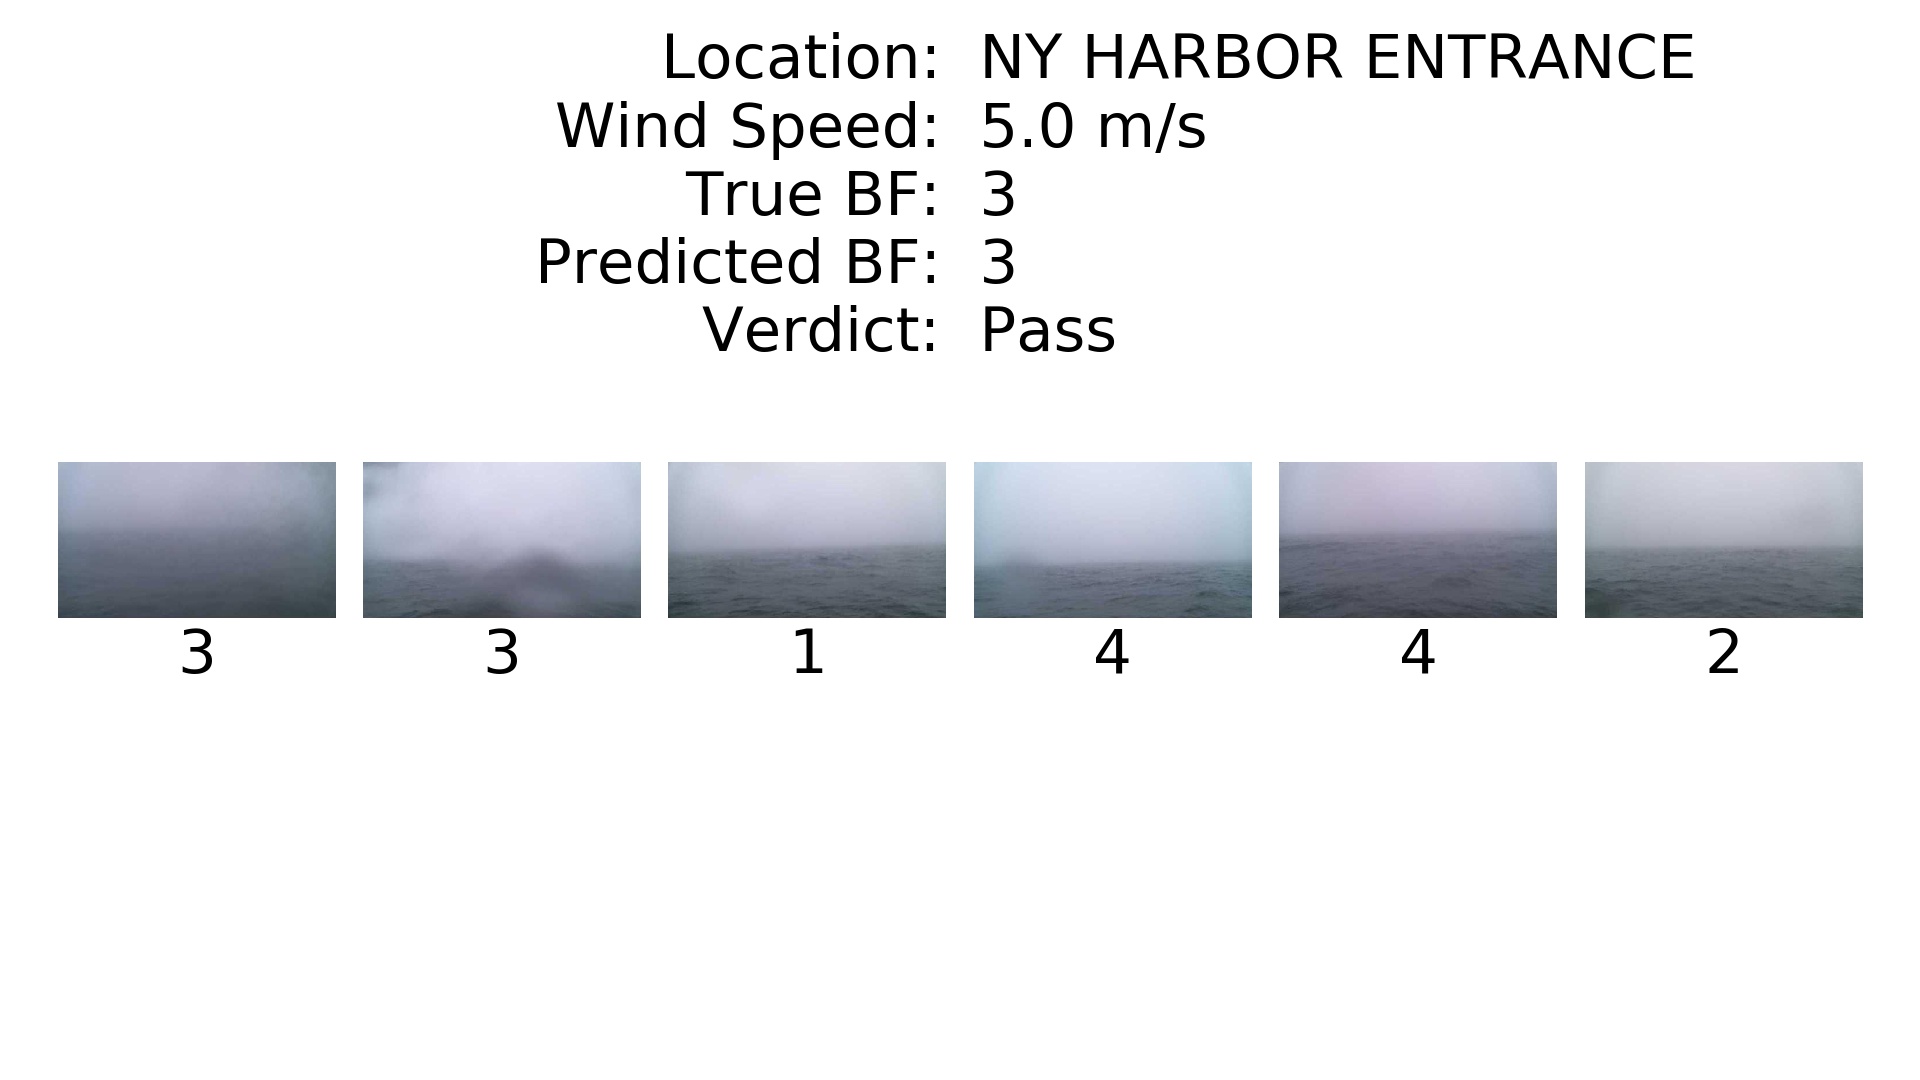 Location: NY HARBOR ENTRANCE
Wind Speed: 5.0 m/s
True BF: 3
Predicted BF: 3
Verdict: Pass
3 3 1 4 4 2